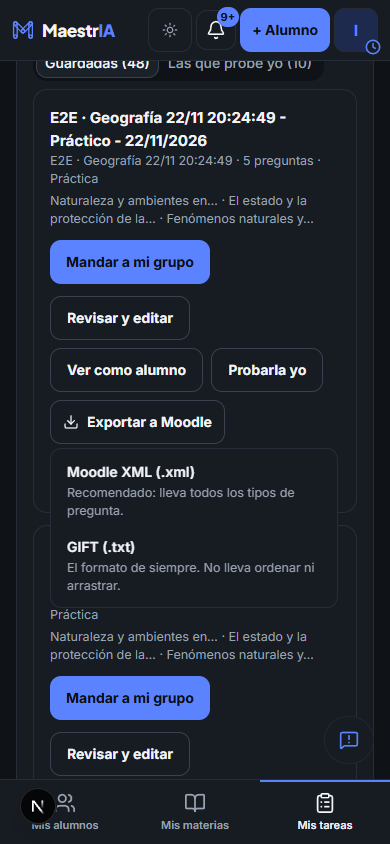 MaestrIA
9+
+ Alumno
I
Guardadas (48) Las que probé yo (10)
E2E · Geografía 22/11 20:24:49 -
Práctico - 22/11/2026
E2E · Geografía 22/11 20:24:49 · 5 preguntas ·
Práctica
Naturaleza y ambientes en... · El estado y la
protección de la... · Fenómenos naturales y...
Mandar a mi grupo
Revisar y editar
Ver como alumno
Probarla yo
Exportar a Moodle
Moodle XML (.xml)
Recomendado: lleva todos los tipos de
pregunta.
GIFT (.txt)
El formato de siempre. No lleva ordenar ni
arrastrar.
Práctica
Naturaleza y ambientes en... · El estado y la
protección de la... · Fenómenos naturales y...
Mandar a mi grupo
Revisar y editar
N
Mis alumnos
Mis materias
Mis tareas